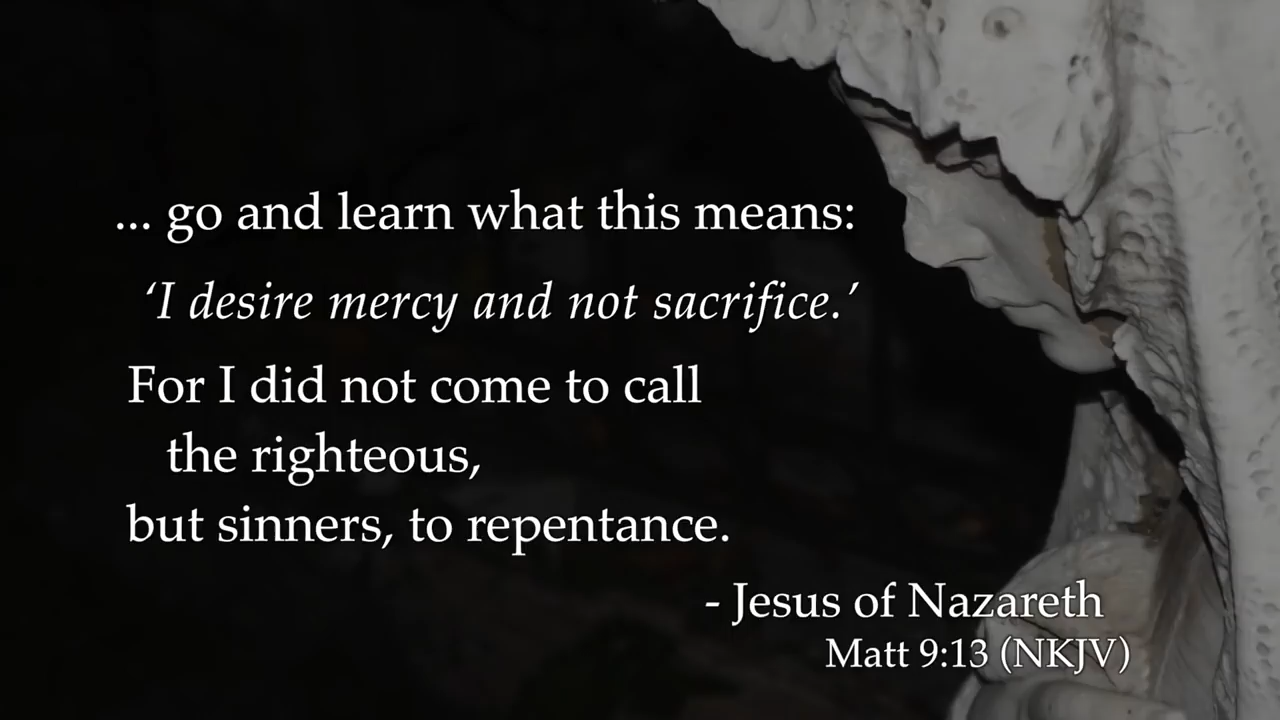 ... go and learn what this means:
‘I desire mercy and not sacrifice.’
For I did not come to call
the righteous,
but sinners, to repentance.
- Jesus of Nazareth
Matt 9:13 (NKJV)